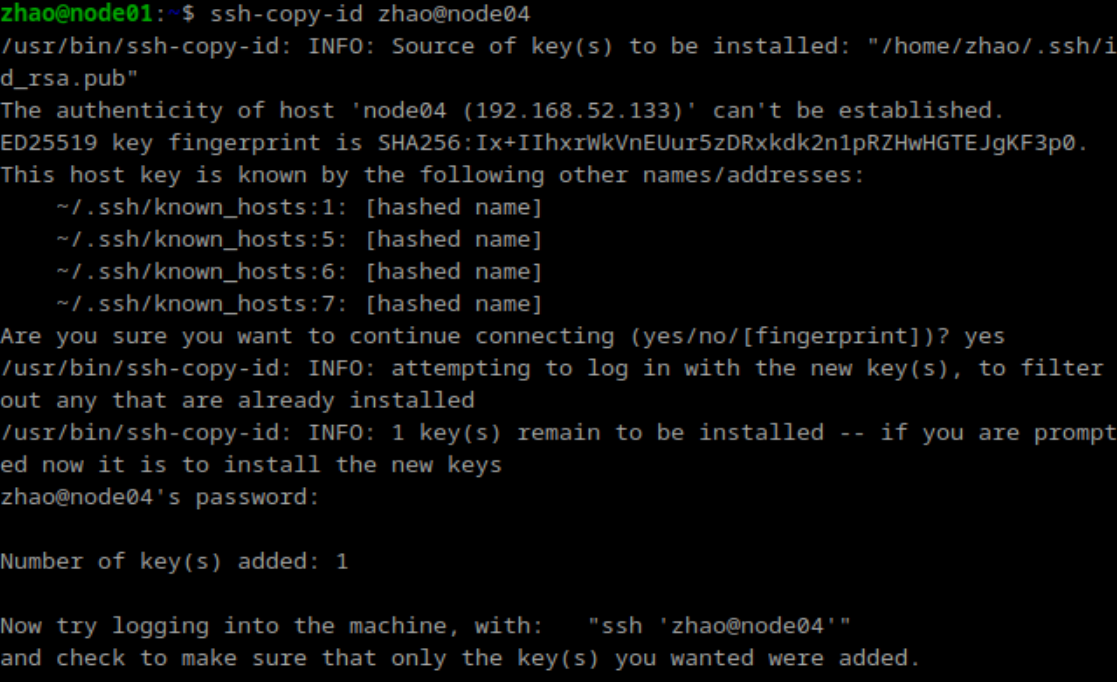 zhao@node01:~$ ssh-copy-id zhao@node04
/usr/bin/ssh-copy-id: INFO: Source of key(s) to be installed: "/home/zhao/.ssh/i
d_rsa.pub"
The authenticity of host 'node04 (192.168.52.133)' can't be established.
ED25519 key fingerprint is SHA256:Ix+IIhxrWkVnEUur5zDRxkdk2n1pRZHwHGTEJgKF3p0.
This host key is known by the following other names/addresses:
    ~/.ssh/known_hosts:1: [hashed name]
    ~/.ssh/known_hosts:5: [hashed name]
    ~/.ssh/known_hosts:6: [hashed name]
    ~/.ssh/known_hosts:7: [hashed name]
Are you sure you want to continue connecting (yes/no/[fingerprint])? yes
/usr/bin/ssh-copy-id: INFO: attempting to log in with the new key(s), to filter
out any that are already installed
/usr/bin/ssh-copy-id: INFO: 1 key(s) remain to be installed -- if you are prompt
ed now it is to install the new keys
zhao@node04's password:
Number of key(s) added: 1
Now try logging into the machine, with:   "ssh 'zhao@node04'"
and check to make sure that only the key(s) you wanted were added.